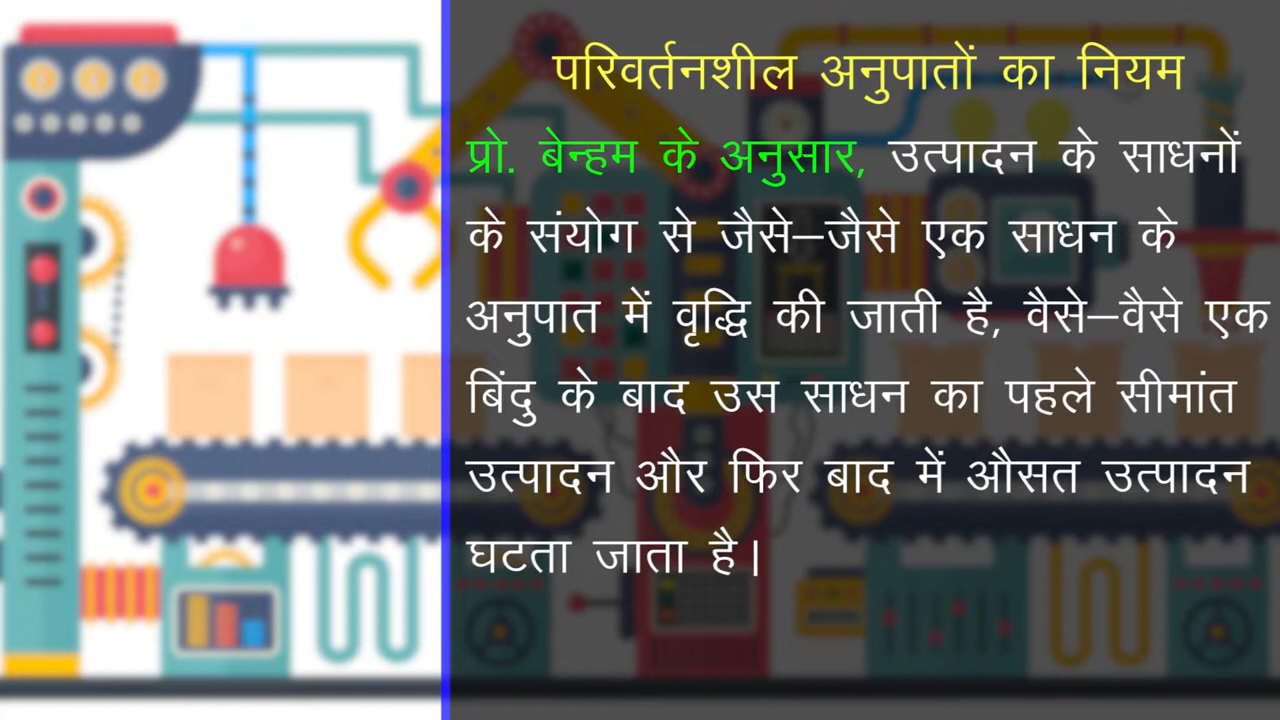 परिवर्तनशील अनुपातों का नियम
प्रो. बेन्हम के अनुसार, उत्पादन के साधनों
के संयोग से जैसे–जैसे एक साधन के
अनुपात में वृद्धि की जाती है, वैसे–वैसे एक
बिंदु के बाद उस साधन का पहले सीमांत
उत्पादन और फिर बाद में औसत उत्पादन
घटता जाता है।